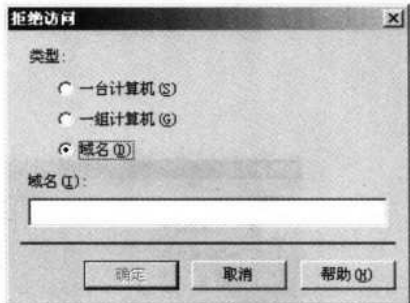 拒绝访问
类型:
一台计算机(S)
一组计算机(G)
域名(D)
域名(I):
确定
取消
帮助(H)